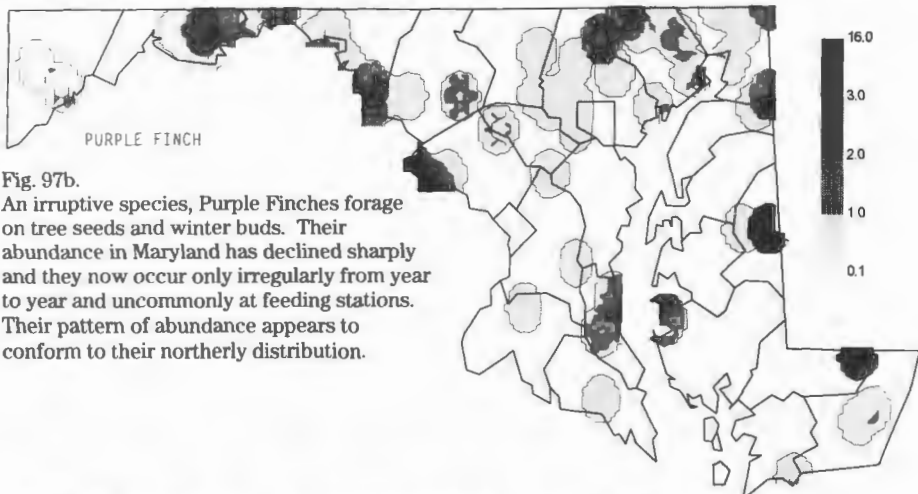 PURPLE FINCH
Fig. 97b.
An irruptive species, Purple Finches forage
on tree seeds and winter buds. Their
abundance in Maryland has declined sharply
and they now occur only irregularly from year
to year and uncommonly at feeding stations.
Their pattern of abundance appears to
conform to their northerly distribution.
16.0
3.0
2.0
1 0
0.1